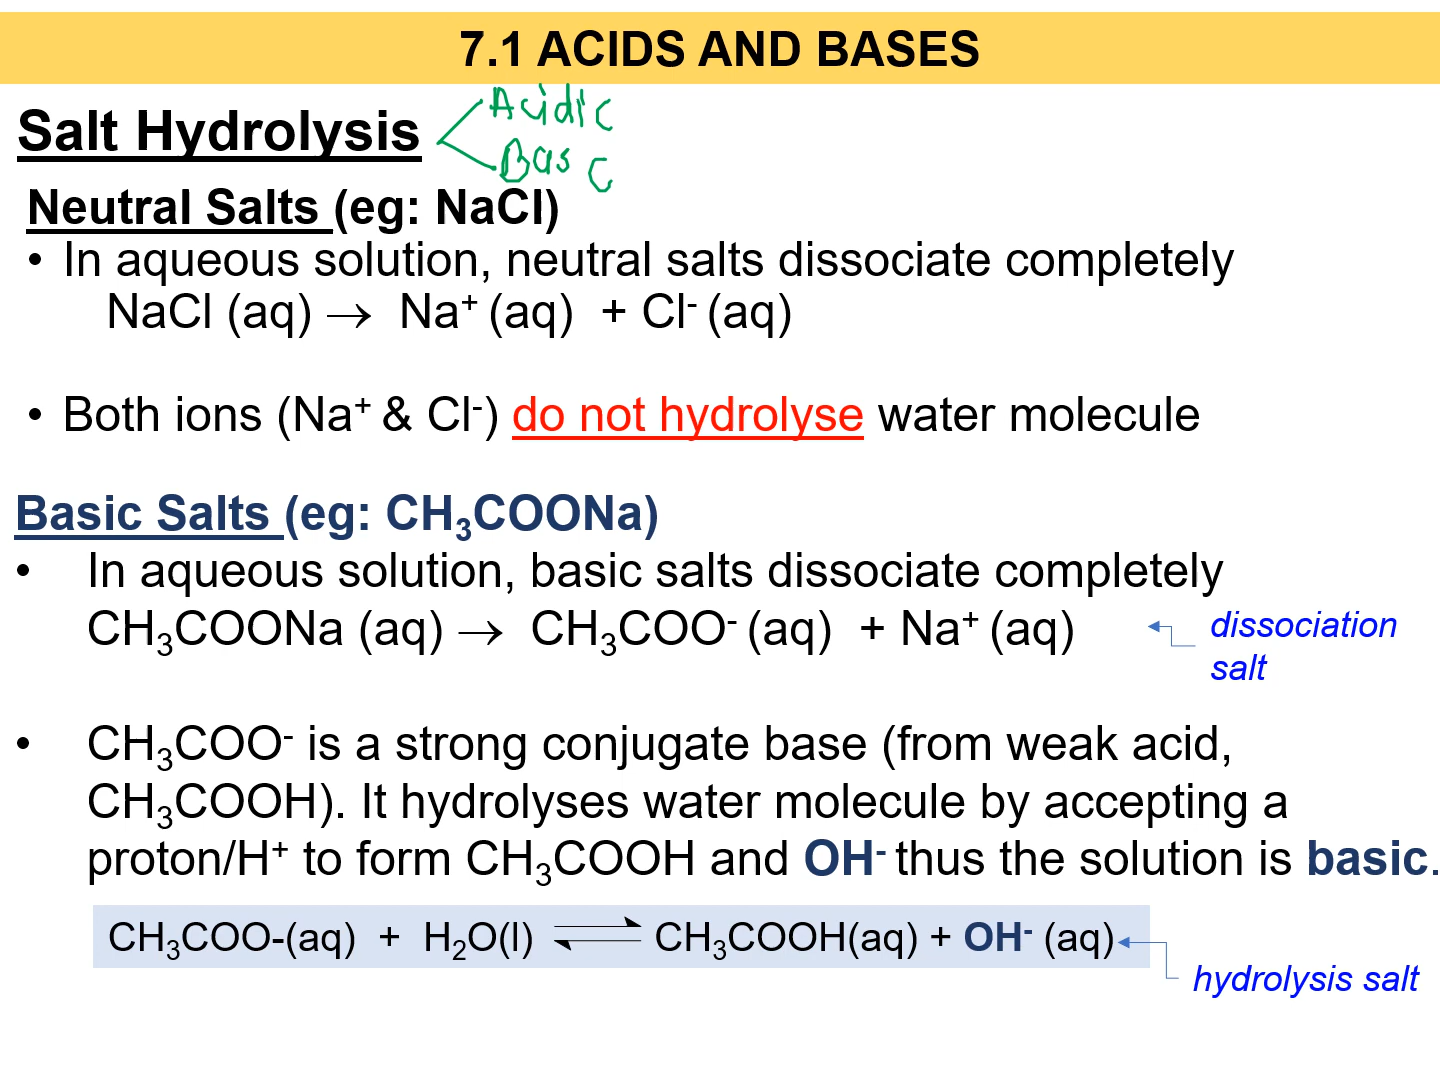 7.1 ACIDS AND BASES
Salt Hydrolysis
Acidic
Basc
Neutral Salts (eg: NaCl)
• In aqueous solution, neutral salts dissociate completely
NaCl (aq) → Na⁺ (aq) + Cl⁻ (aq)
• Both ions (Na⁺ & Cl⁻) do not hydrolyse water molecule
Basic Salts (eg: CH₃COONa)
• In aqueous solution, basic salts dissociate completely
CH₃COONa (aq) → CH₃COO⁻ (aq) + Na⁺ (aq)
dissociation
salt
• CH₃COO⁻ is a strong conjugate base (from weak acid,
CH₃COOH). It hydrolyses water molecule by accepting a
proton/H⁺ to form CH₃COOH and OH⁻ thus the solution is basic.
CH₃COO-(aq) + H₂O(l) ⇌ CH₃COOH(aq) + OH⁻ (aq)
hydrolysis salt